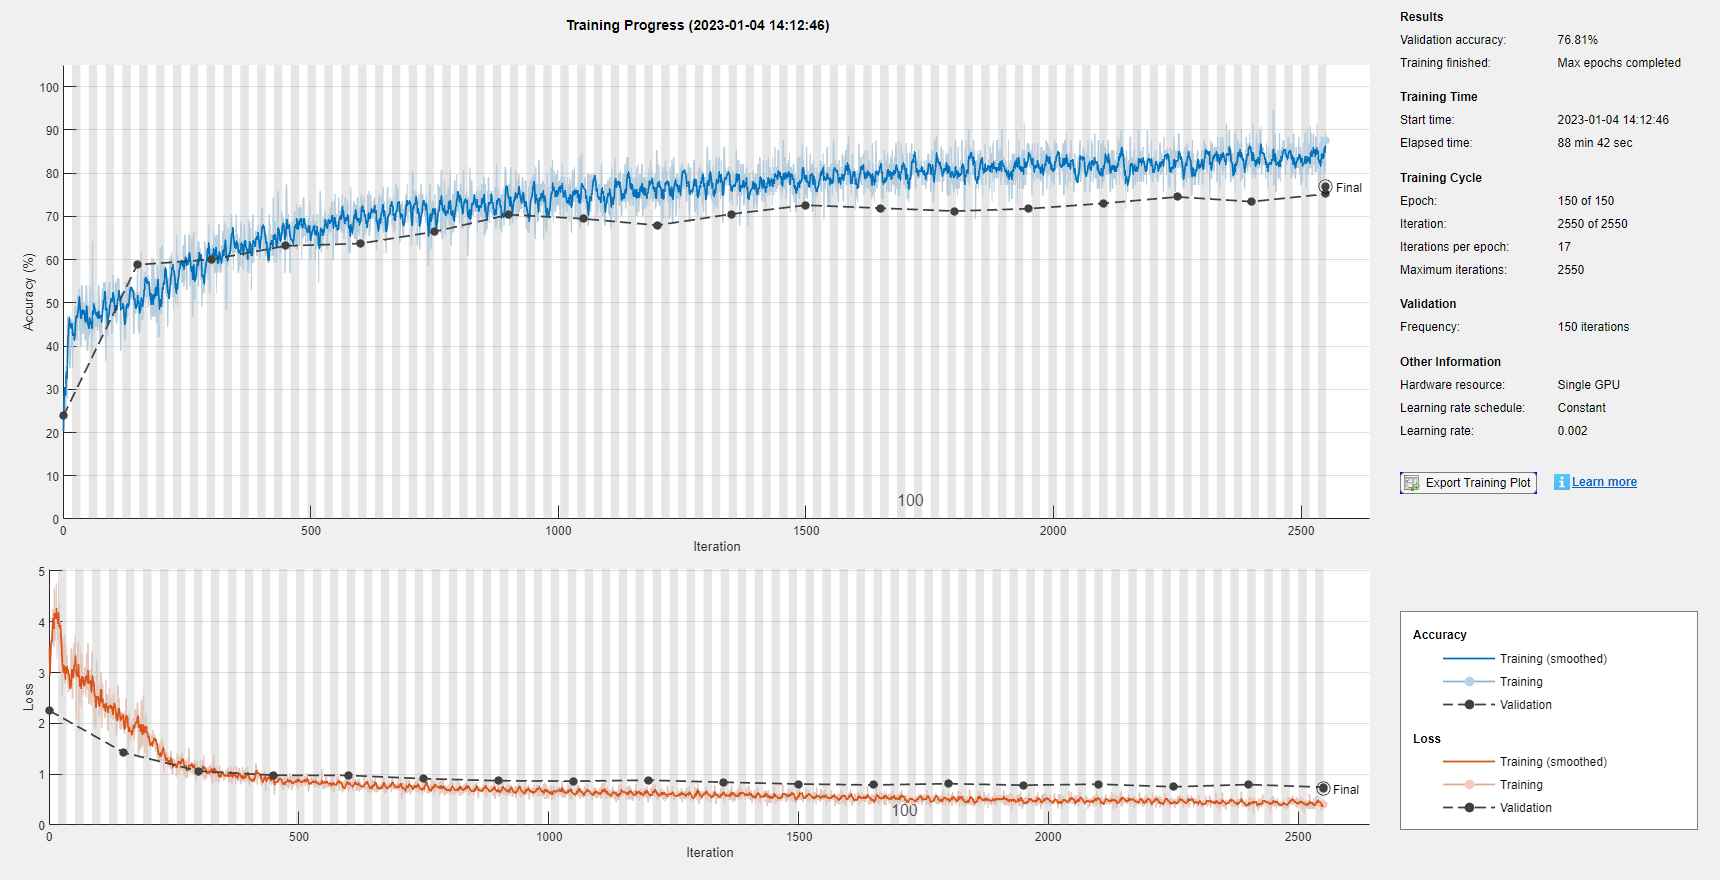 Training Progress (2023-01-04 14:12:46)
100
90
80
70
60
50
40
30
20
10
0
Accuracy (%)
Final
100
0
500
1000
1500
2000
2500
Iteration
5
4
3
2
1
0
Loss
Final
100
0
500
1000
1500
2000
2500
Iteration
Results
Validation accuracy: 76.81%
Training finished: Max epochs completed
Training Time
Start time: 2023-01-04 14:12:46
Elapsed time: 88 min 42 sec
Training Cycle
Epoch: 150 of 150
Iteration: 2550 of 2550
Iterations per epoch: 17
Maximum iterations: 2550
Validation
Frequency: 150 iterations
Other Information
Hardware resource: Single GPU
Learning rate schedule: Constant
Learning rate: 0.002
Export Training Plot
i Learn more
Accuracy
Training (smoothed)
Training
Validation
Loss
Training (smoothed)
Training
Validation